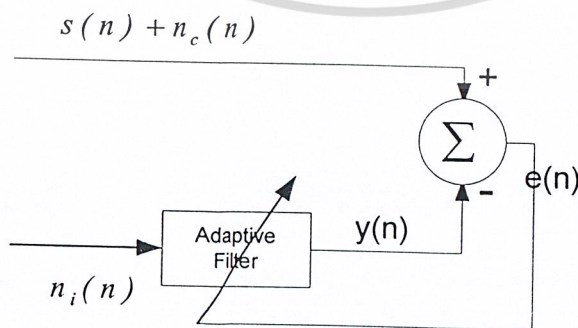 s(n) + n_c(n)
+
Σ
-
e(n)
Adaptive
Filter
y(n)
n_i(n)